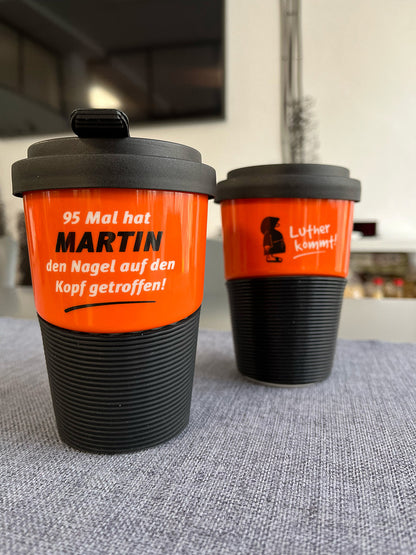 95 Mal hat
MARTIN
den Nagel auf den
Kopf getroffen!
Luther
kommt!